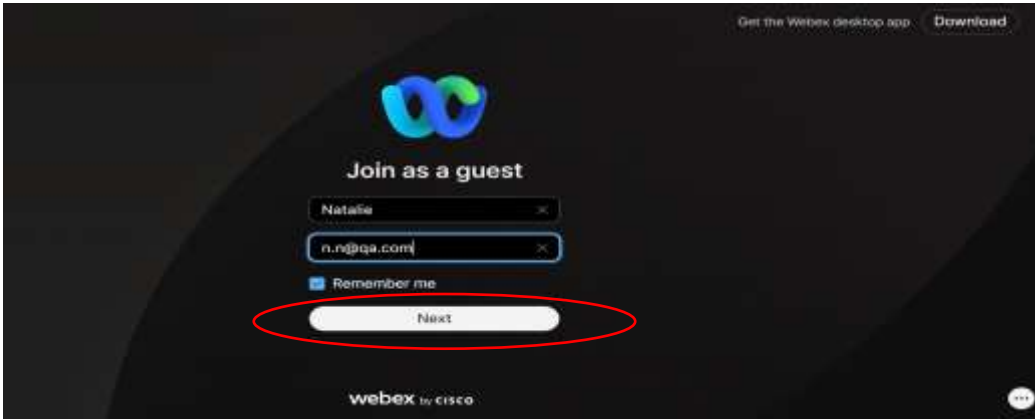 Get the Webex desktop app Download
Join as a guest
Natalie
n.n@qa.com
Remember me
Next
webex by CISCO